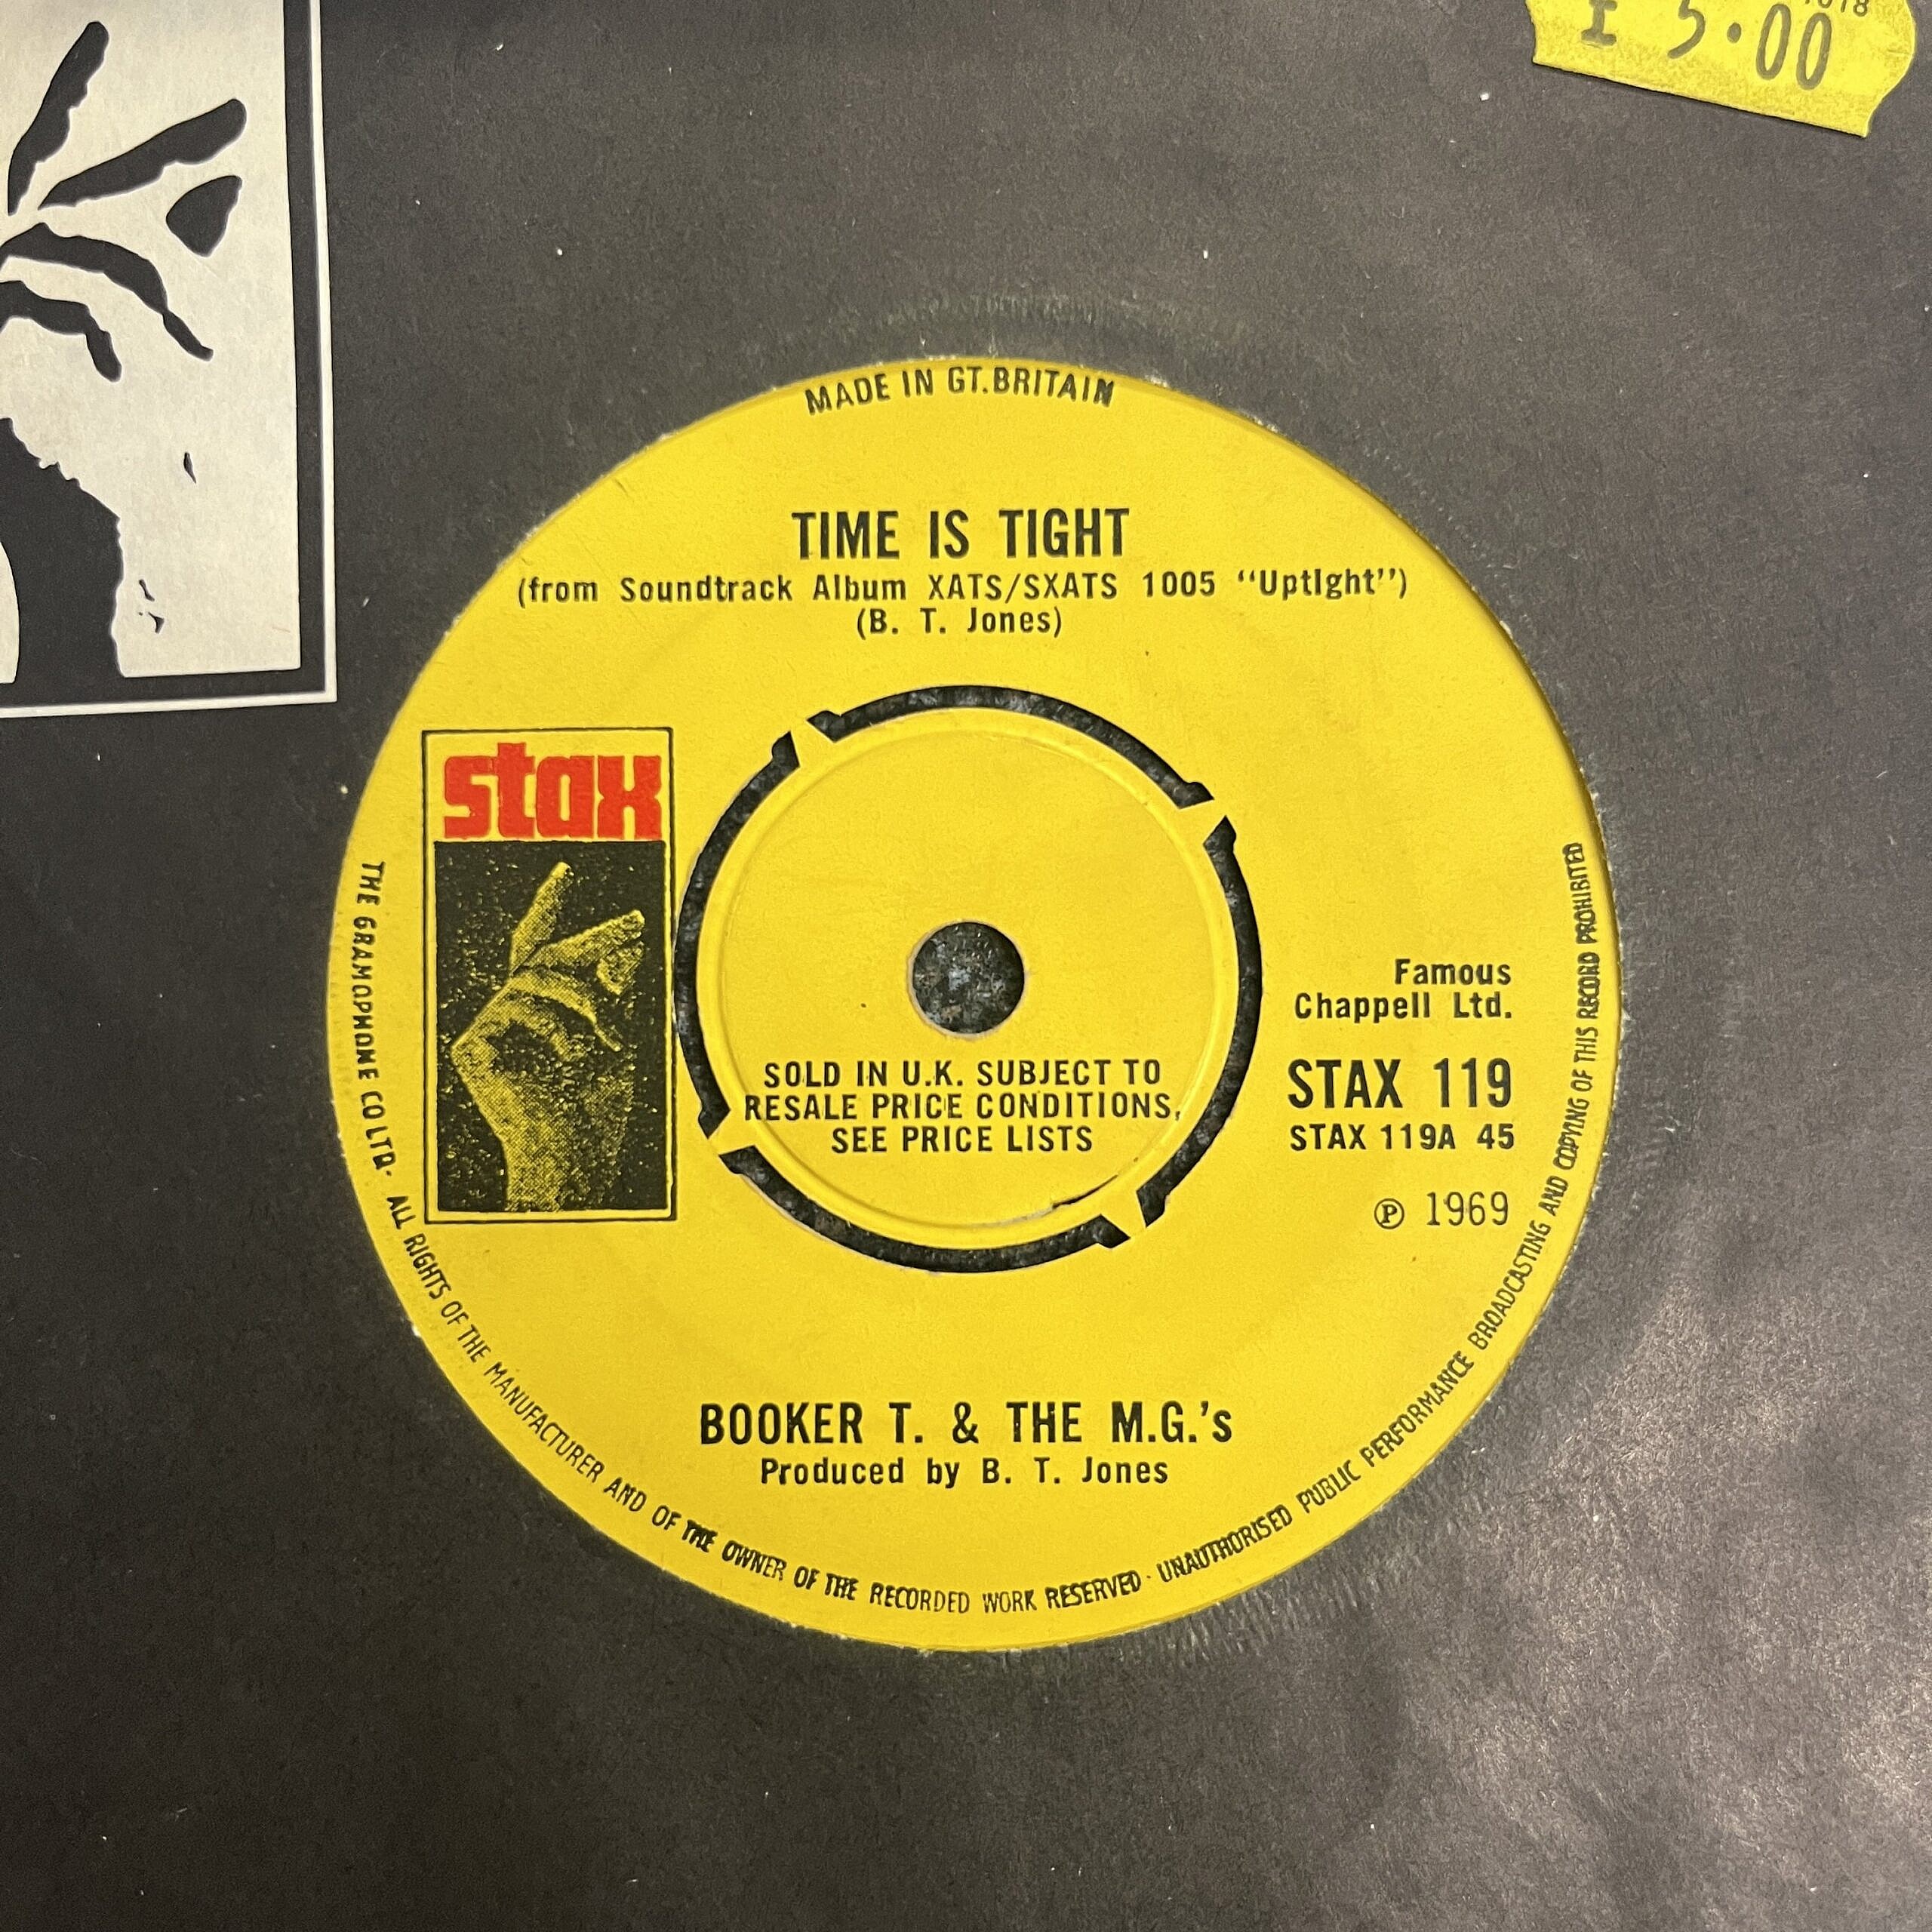 £ 5.00
MADE IN GT.BRITAIN
TIME IS TIGHT
(from Soundtrack Album XATS/SXATS 1005 “UptIght”)
(B. T. Jones)
stax
SOLD IN U.K. SUBJECT TO
RESALE PRICE CONDITIONS,
SEE PRICE LISTS
Famous
Chappell Ltd.
STAX 119
STAX 119A 45
℗ 1969
BOOKER T. & THE M.G.’s
Produced by B. T. Jones
THE GRAMOPHONE CO LTD· ALL RIGHTS OF THE MANUFACTURER AND OF THE OWNER OF THE RECORDED WORK RESERVED · UNAUTHORISED PUBLIC PERFORMANCE BROADCASTING AND COPYING OF THIS RECORD PROHIBITED